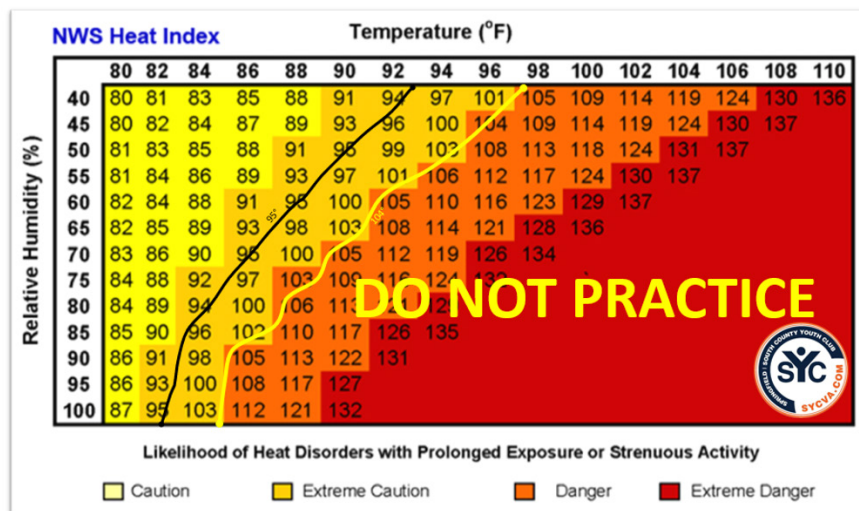 NWS Heat Index Temperature (°F)
80 82 84 86 88 90 92 94 96 98 100 102 104 106 108 110
Relative Humidity (%)
40 80 81 83 85 88 91 94 97 101 105 109 114 119 124 130 136
45 80 82 84 87 89 93 96 100 104 109 114 119 124 130 137
50 81 83 85 88 91 95 99 103 108 113 118 124 131 137
55 81 84 86 89 93 97 101 106 112 117 124 130 137
60 82 84 88 91 95 100 105 110 116 123 129 137
65 82 85 89 93 98 103 108 114 121 128 136
70 83 86 90 95 100 105 112 119 126 134
75 84 88 92 97 103 109 116 124
80 84 89 94 100 106 113
85 85 90 96 102 110 117 126 135
90 86 91 98 105 113 122 131
95 86 93 100 108 117 127
100 87 95 103 112 121 132
95°
104°
DO NOT PRACTICE
SPRINGFIELD | SOUTH COUNTY YOUTH CLUB
SYC
SYCVA.COM
Likelihood of Heat Disorders with Prolonged Exposure or Strenuous Activity
Caution Extreme Caution Danger Extreme Danger